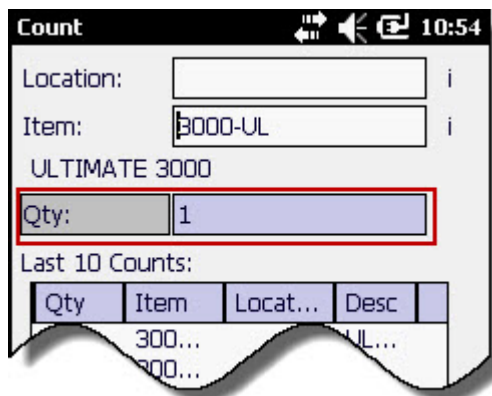 Count 10:54
Location: i
Item: 3000-UL i
ULTIMATE 3000
Qty: 1
Last 10 Counts:
Qty Item Locat... Desc
300... UL...
300...